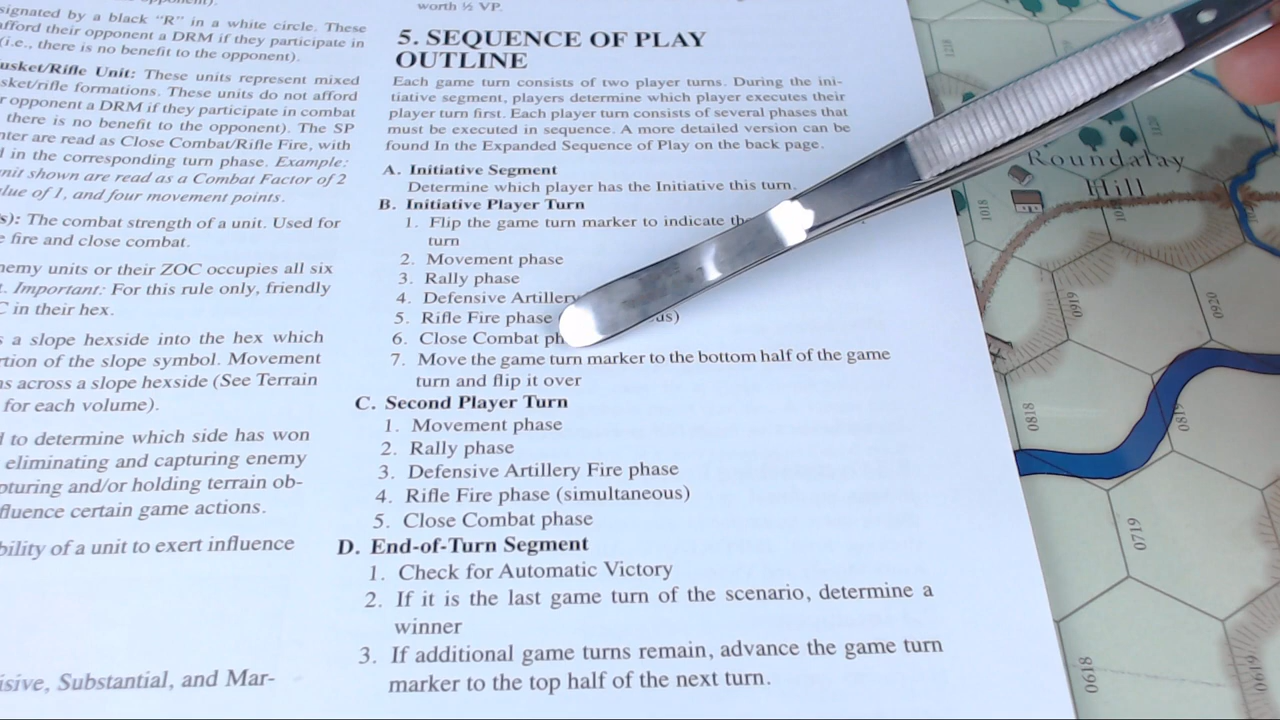 signated by a black "R" in a white circle. These
afford their opponent a DRM if they participate in
(i.e., there is no benefit to the opponent).
usket/Rifle Unit: These units represent mixed
sket/rifle formations. These units do not afford
r opponent a DRM if they participate in combat
there is no benefit to the opponent). The SP
nter are read as Close Combat/Rifle Fire, with
d in the corresponding turn phase. Example:
unit shown are read as a Combat Factor of 2
alue of 1, and four movement points.
s): The combat strength of a unit. Used for
e fire and close combat.
nemy units or their ZOC occupies all six
t. Important: For this rule only, friendly
C in their hex.
s a slope hexside into the hex which
rtion of the slope symbol. Movement
ns across a slope hexside (See Terrain
for each volume).
d to determine which side has won
eliminating and capturing enemy
pturing and/or holding terrain ob-
fluence certain game actions.
bility of a unit to exert influence
isive, Substantial, and Mar-
worth ½ VP.
5. SEQUENCE OF PLAY
OUTLINE
Each game turn consists of two player turns. During the ini-
tiative segment, players determine which player executes their
player turn first. Each player turn consists of several phases that
must be executed in sequence. A more detailed version can be
found In the Expanded Sequence of Play on the back page.
A. Initiative Segment
Determine which player has the Initiative this turn.
B. Initiative Player Turn
1. Flip the game turn marker to indicate
turn
2. Movement phase
3. Rally phase
4. Defensive Artillery
5. Rifle Fire phase us)
6. Close Combat ph
7. Move the game turn marker to the bottom half of the game
turn and flip it over
C. Second Player Turn
1. Movement phase
2. Rally phase
3. Defensive Artillery Fire phase
4. Rifle Fire phase (simultaneous)
5. Close Combat phase
D. End-of-Turn Segment
1. Check for Automatic Victory
2. If it is the last game turn of the scenario, determine a
winner
3. If additional game turns remain, advance the game turn
marker to the top half of the next turn.
1218
1120
Roundalay
Hill
1018
0919
0920
0818
0819
0719
0618
0619